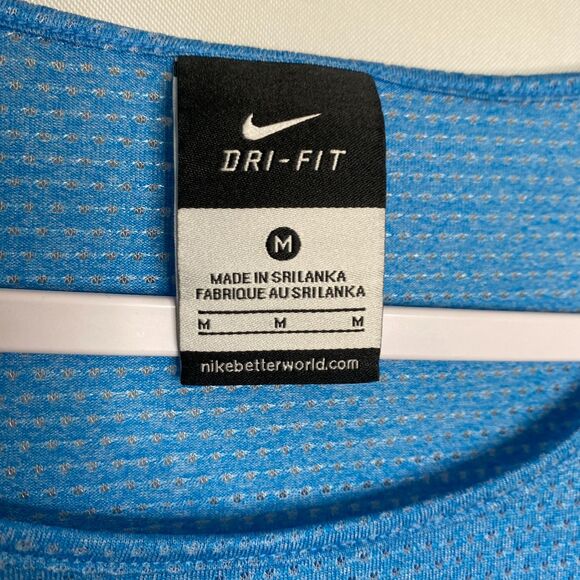 DRI-FIT
M
MADE IN SRI LANKA
FABRIQUE AU SRI LANKA
M M M
nikebetterworld.com